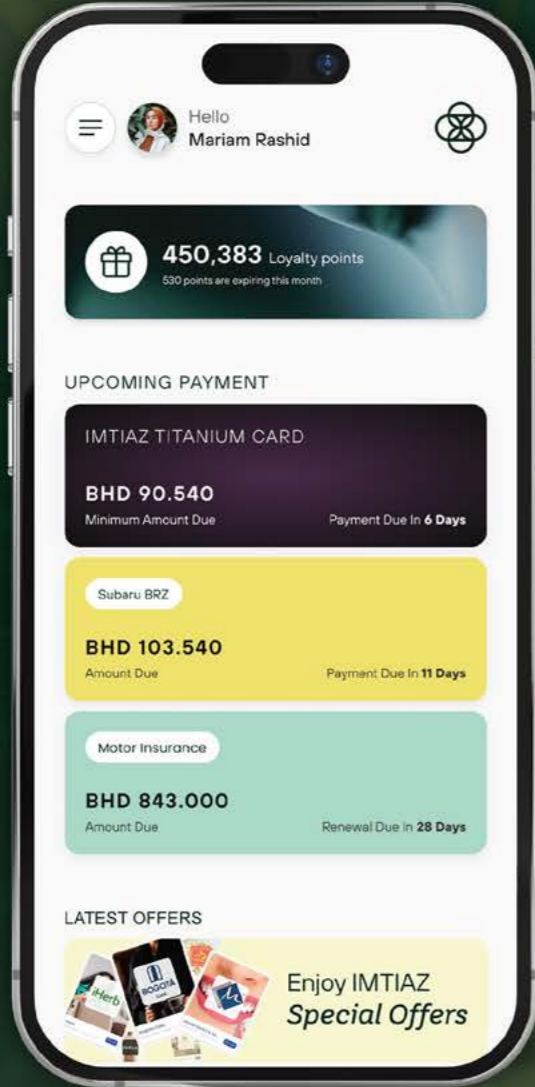 Hello
Mariam Rashid
450,383 Loyalty points
530 points are expiring this month
UPCOMING PAYMENT
IMTIAZ TITANIUM CARD
BHD 90.540
Minimum Amount Due
Payment Due In 6 Days
Subaru BRZ
BHD 103.540
Amount Due
Payment Due In 11 Days
Motor Insurance
BHD 843.000
Amount Due
Renewal Due in 28 Days
LATEST OFFERS
iHerb
BOGOTA
Enjoy IMTIAZ
Special Offers